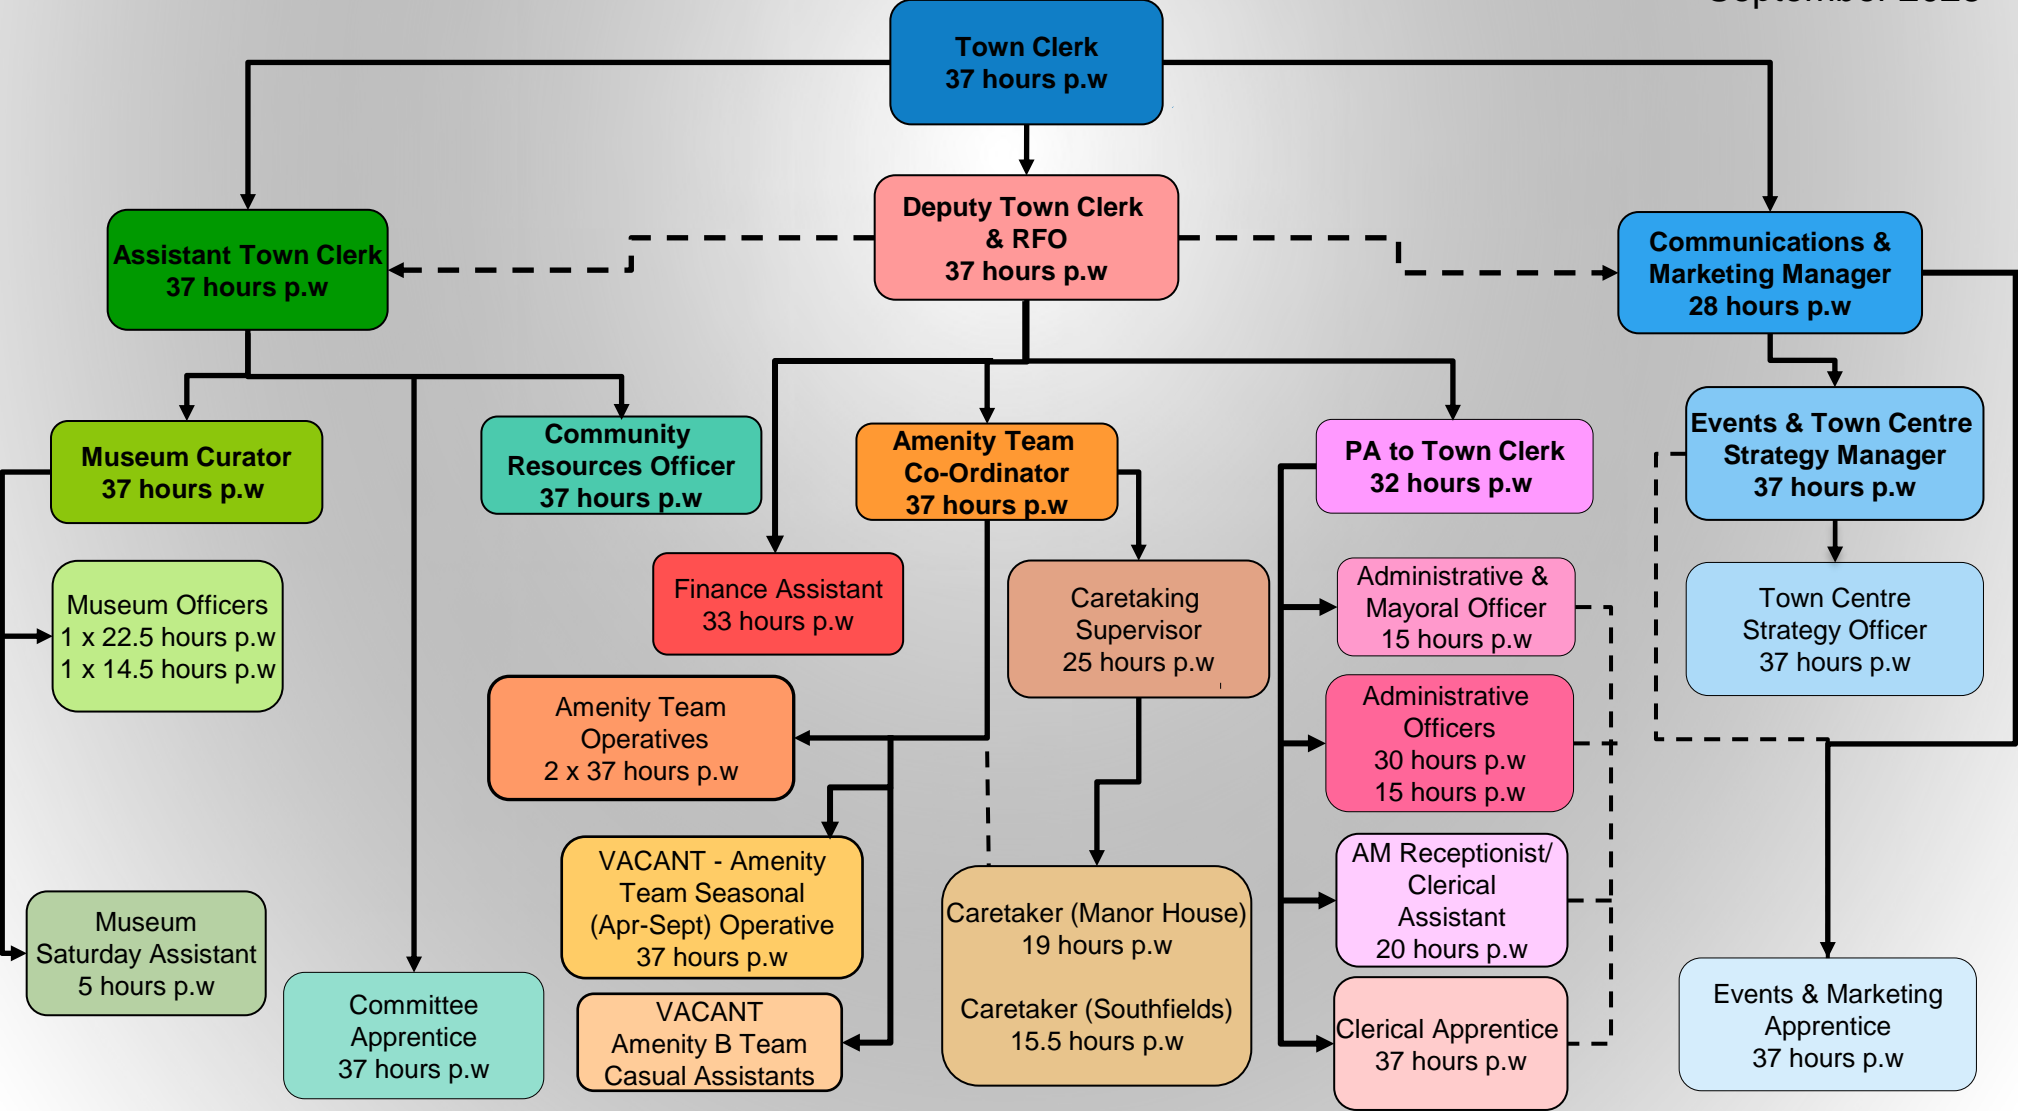 Town Clerk
37 hours p.w
Deputy Town Clerk
& RFO
37 hours p.w
Assistant Town Clerk
37 hours p.w
Communications &
Marketing Manager
28 hours p.w
Museum Curator
37 hours p.w
Community
Resources Officer
37 hours p.w
Amenity Team
Co-Ordinator
37 hours p.w
PA to Town Clerk
32 hours p.w
Events & Town Centre
Strategy Manager
37 hours p.w
Museum Officers
1 x 22.5 hours p.w
1 x 14.5 hours p.w
Finance Assistant
33 hours p.w
Caretaking
Supervisor
25 hours p.w
Administrative &
Mayoral Officer
15 hours p.w
Town Centre
Strategy Officer
37 hours p.w
Amenity Team
Operatives
2 x 37 hours p.w
Administrative
Officers
30 hours p.w
15 hours p.w
VACANT - Amenity
Team Seasonal
(Apr-Sept) Operative
37 hours p.w
AM Receptionist/
Clerical
Assistant
20 hours p.w
Museum
Saturday Assistant
5 hours p.w
Caretaker (Manor House)
19 hours p.w
Caretaker (Southfields)
15.5 hours p.w
Committee
Apprentice
37 hours p.w
VACANT
Amenity B Team
Casual Assistants
Clerical Apprentice
37 hours p.w
Events & Marketing
Apprentice
37 hours p.w